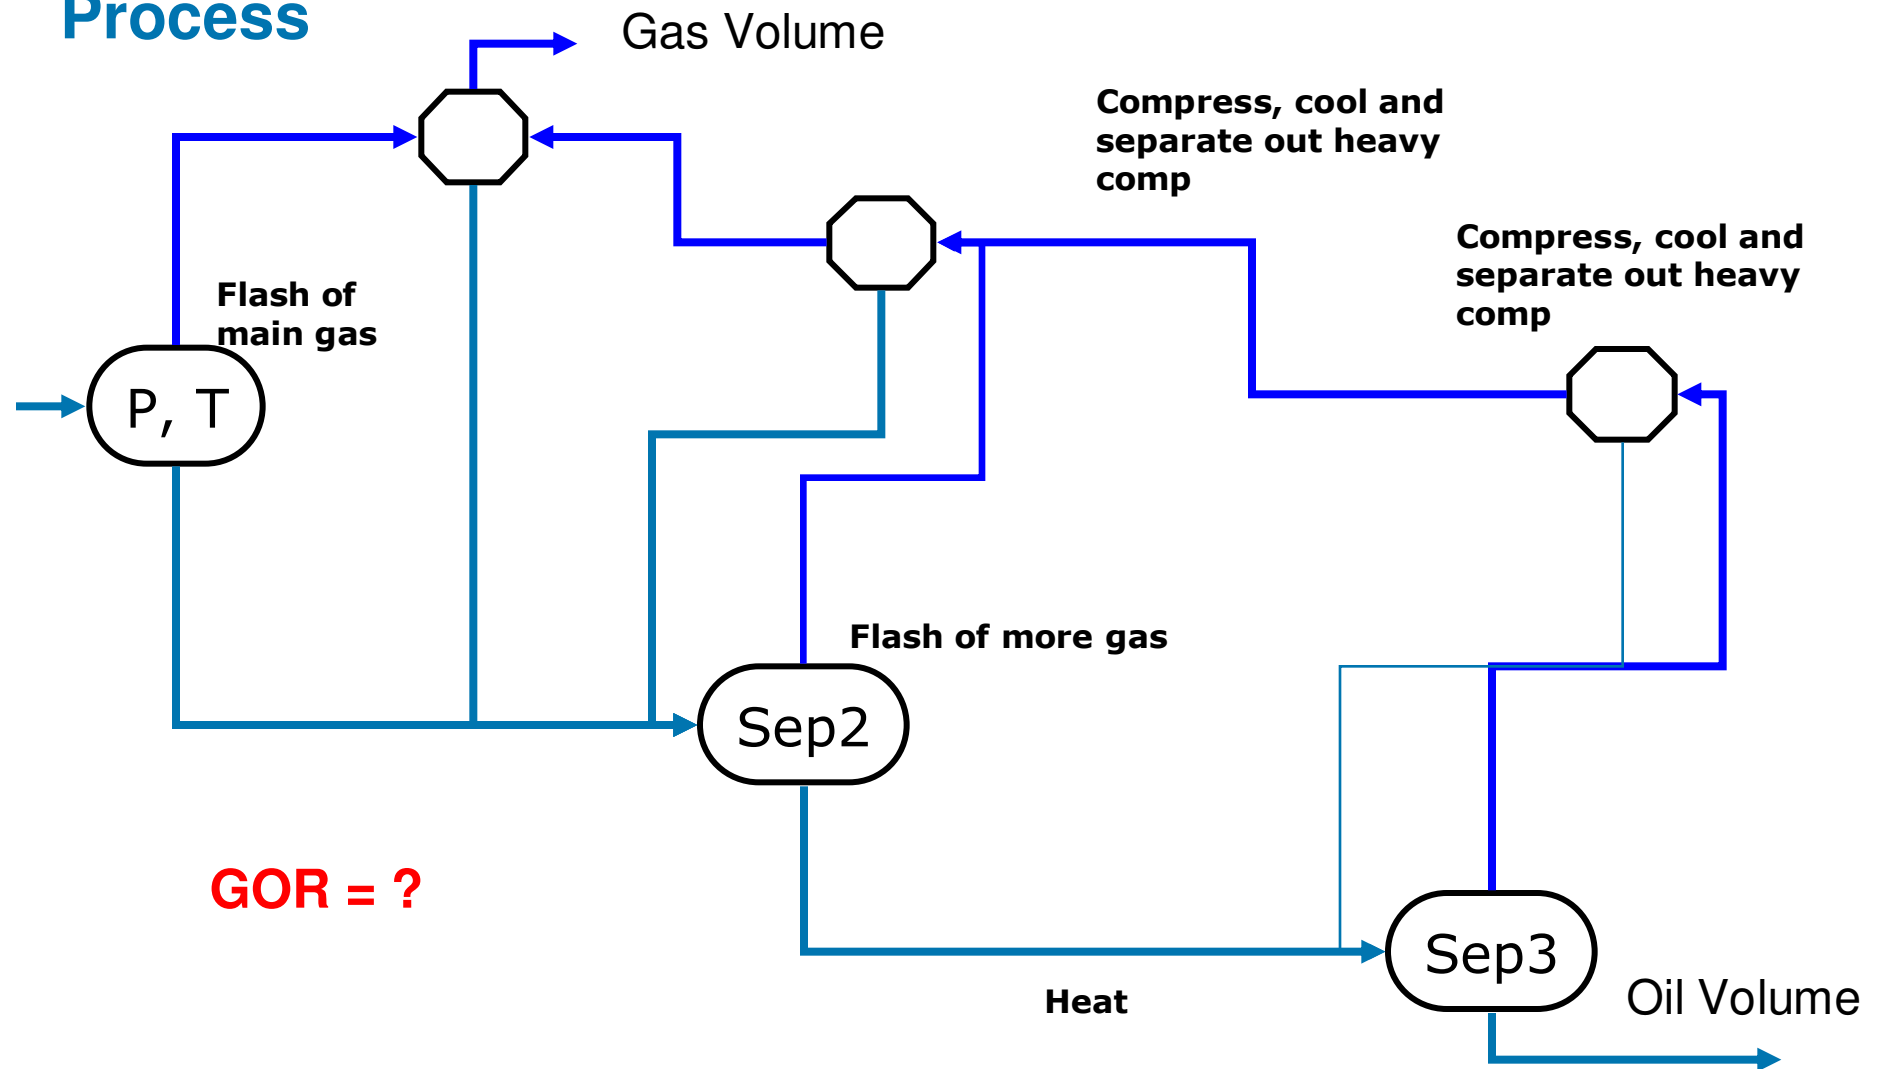 Process
Gas Volume
Compress, cool and
separate out heavy
comp
Compress, cool and
separate out heavy
comp
Flash of
main gas
P, T
Flash of more gas
Sep2
GOR = ?
Sep3
Heat
Oil Volume